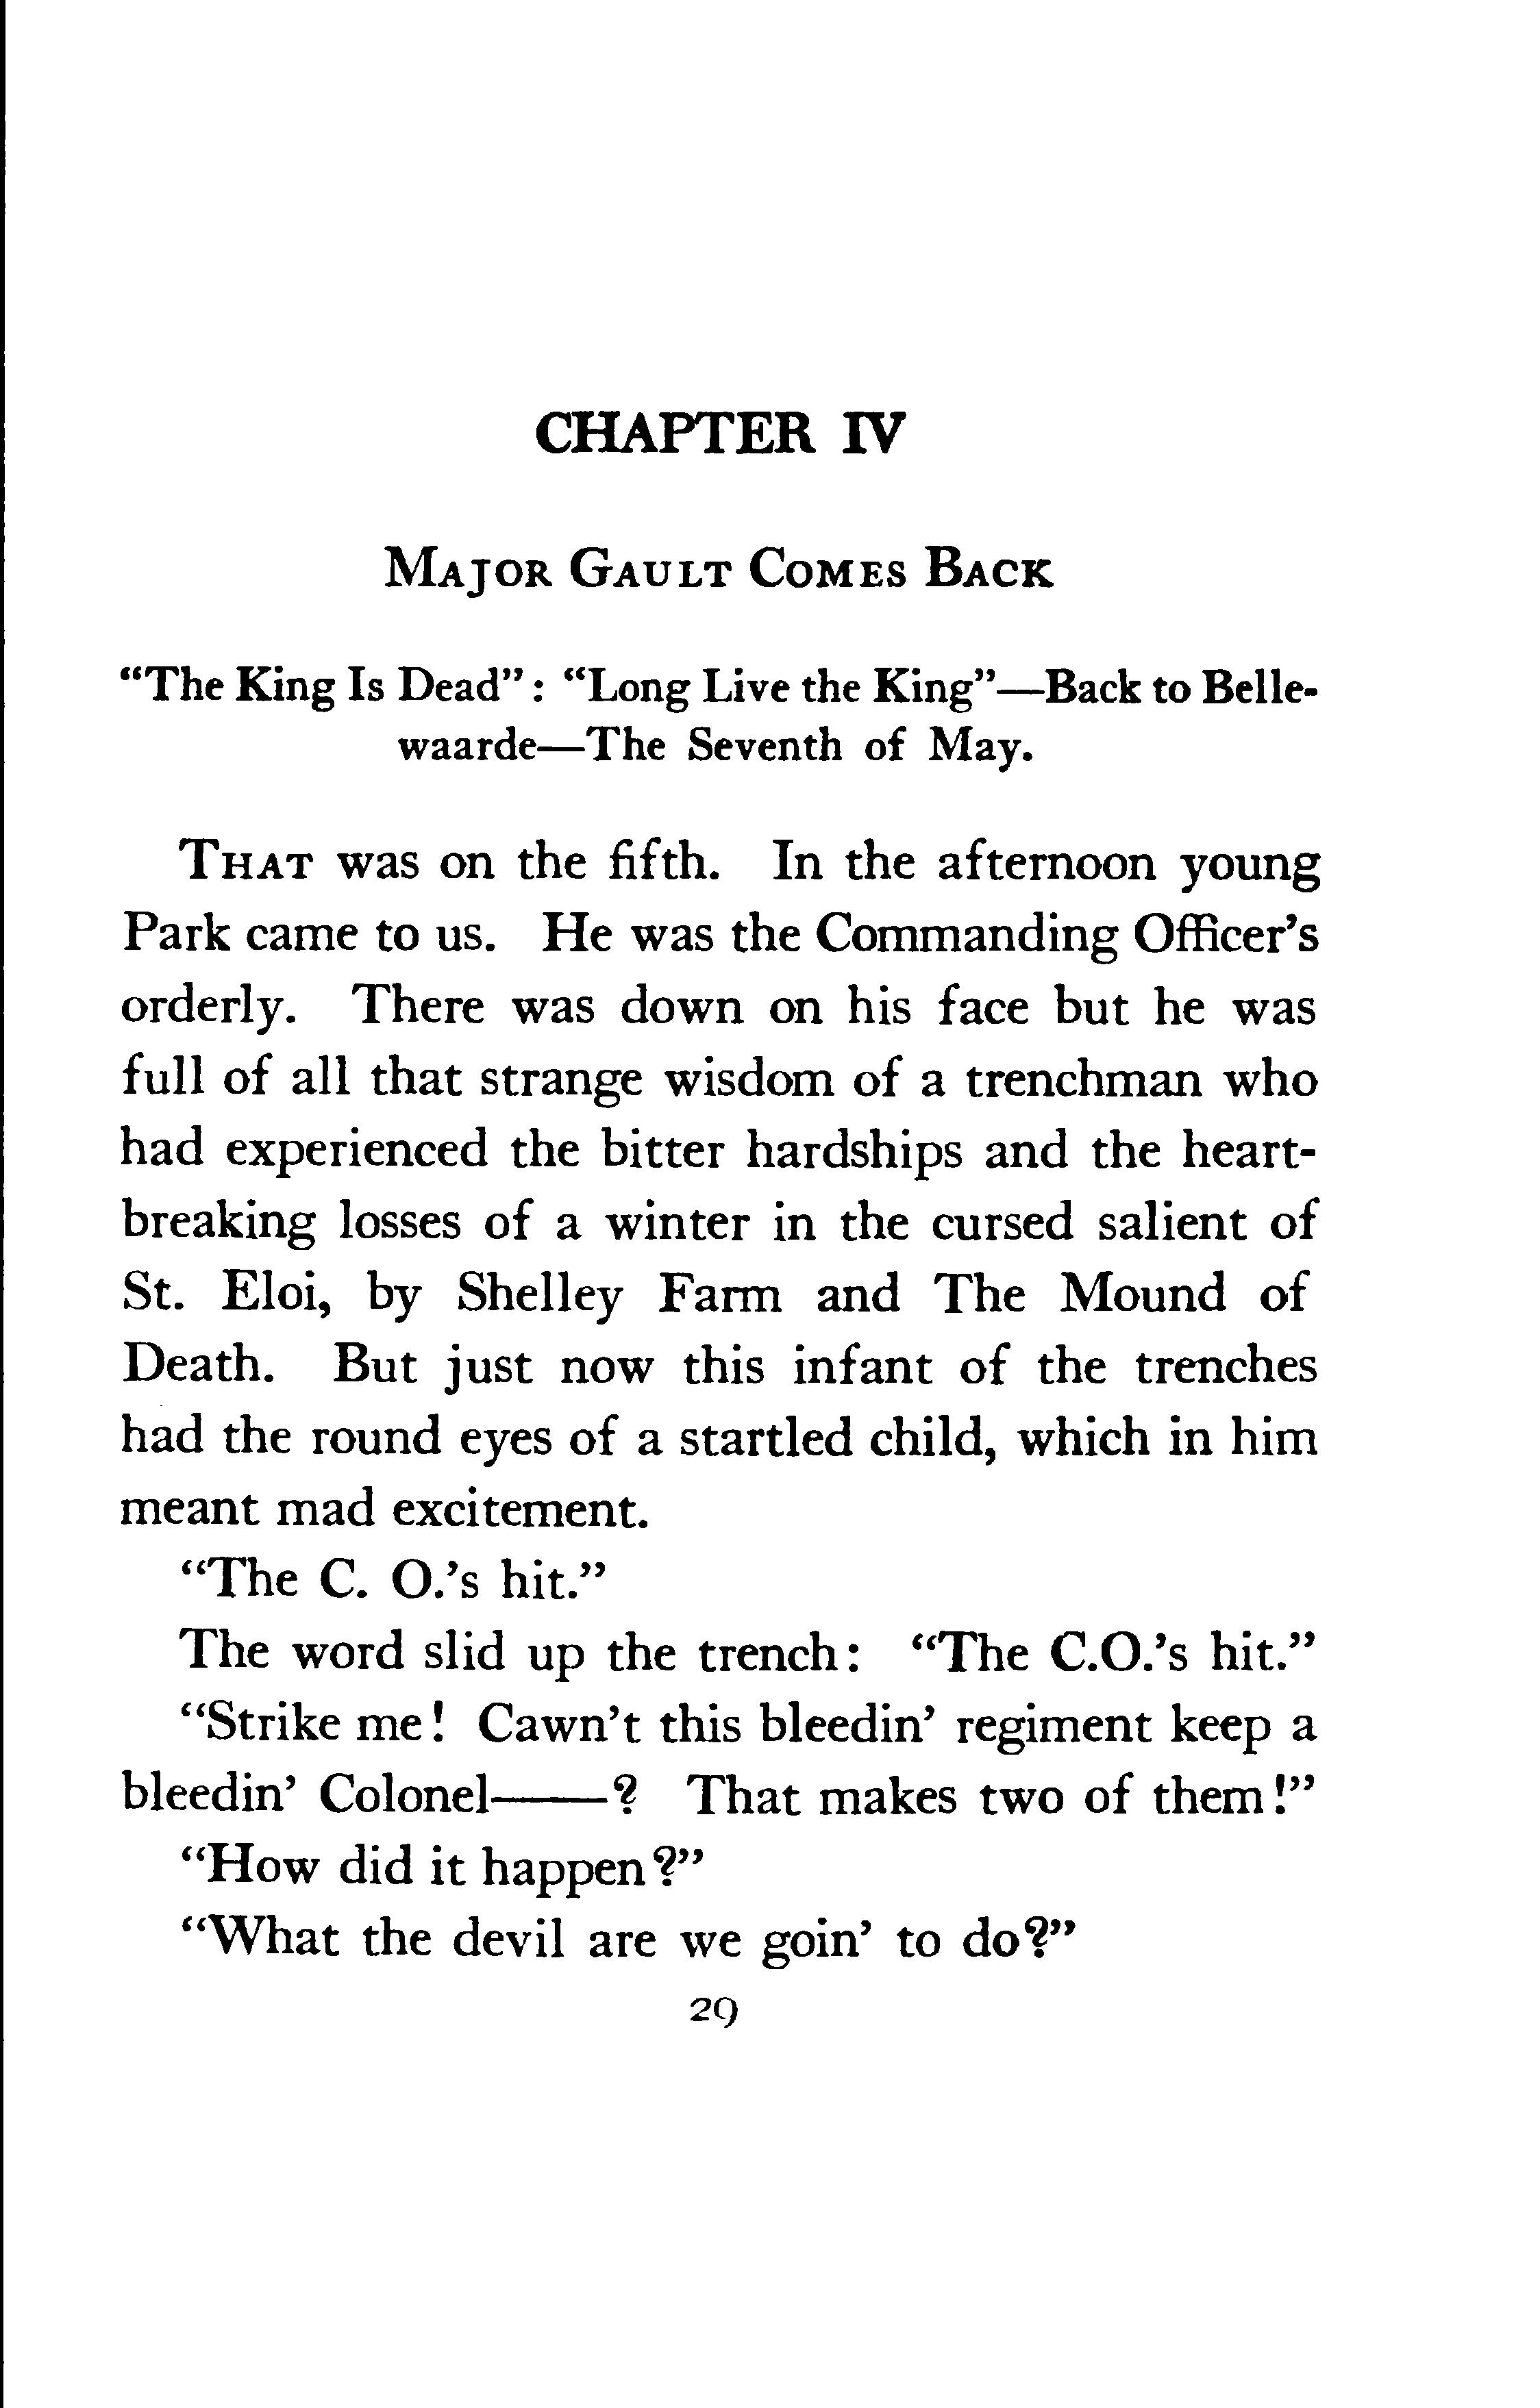 CHAPTER IV
MAJOR GAULT COMES BACK
“The King Is Dead”: “Long Live the King”—Back to Belle-
waarde—The Seventh of May.
THAT was on the fifth. In the afternoon young
Park came to us. He was the Commanding Officer’s
orderly. There was down on his face but he was
full of all that strange wisdom of a trenchman who
had experienced the bitter hardships and the heart-
breaking losses of a winter in the cursed salient of
St. Eloi, by Shelley Farm and The Mound of
Death. But just now this infant of the trenches
had the round eyes of a startled child, which in him
meant mad excitement.
“The C. O.’s hit.”
The word slid up the trench: “The C.O.’s hit.”
“Strike me! Cawn’t this bleedin’ regiment keep a
bleedin’ Colonel——? That makes two of them!”
“How did it happen?”
“What the devil are we goin’ to do?”
29